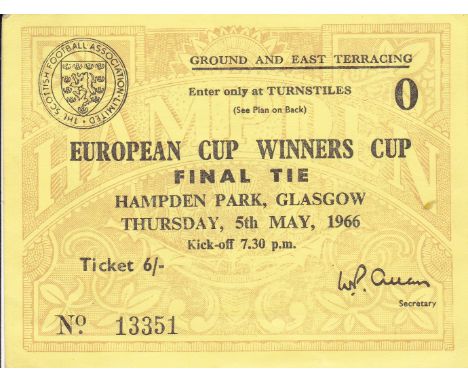 THE SCOTTISH FOOTBALL ASSOCIATION LIMITED
GROUND AND EAST TERRACING
Enter only at TURNSTILES
(See Plan on Back)
O
HAMPDEN
EUROPEAN CUP WINNERS CUP
FINAL TIE
HAMPDEN PARK, GLASGOW
THURSDAY, 5th MAY, 1966
Kick-off 7.30 p.m.
Ticket 6/-
W.P. Allan
Secretary
No 13351